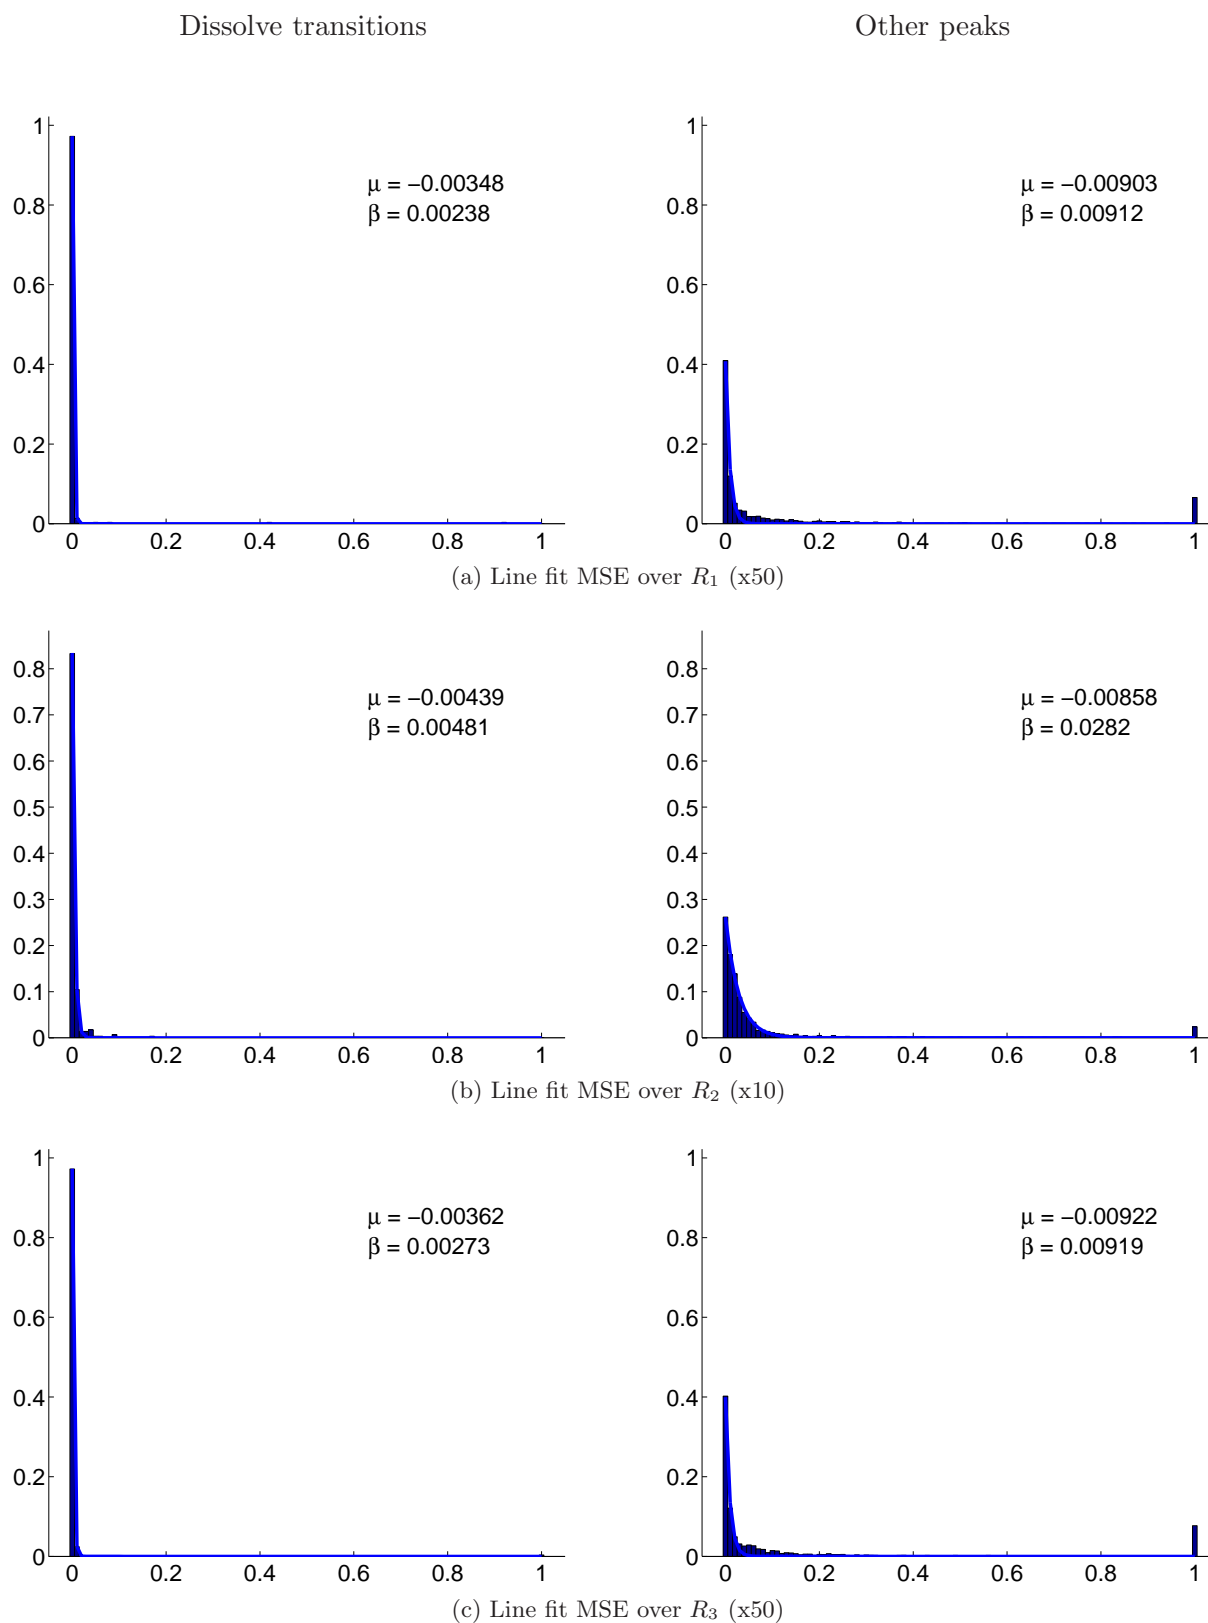 Dissolve transitions
Other peaks
1
0.8
0.6
0.4
0.2
0
μ = −0.00348
β = 0.00238
0 0.2 0.4 0.6 0.8 1
1
0.8
0.6
0.4
0.2
0
μ = −0.00903
β = 0.00912
0 0.2 0.4 0.6 0.8 1
(a) Line fit MSE over R₁ (x50)
0.8
0.7
0.6
0.5
0.4
0.3
0.2
0.1
0
μ = −0.00439
β = 0.00481
0 0.2 0.4 0.6 0.8 1
0.8
0.7
0.6
0.5
0.4
0.3
0.2
0.1
0
μ = −0.00858
β = 0.0282
0 0.2 0.4 0.6 0.8 1
(b) Line fit MSE over R₂ (x10)
1
0.8
0.6
0.4
0.2
0
μ = −0.00362
β = 0.00273
0 0.2 0.4 0.6 0.8 1
1
0.8
0.6
0.4
0.2
0
μ = −0.00922
β = 0.00919
0 0.2 0.4 0.6 0.8 1
(c) Line fit MSE over R₃ (x50)